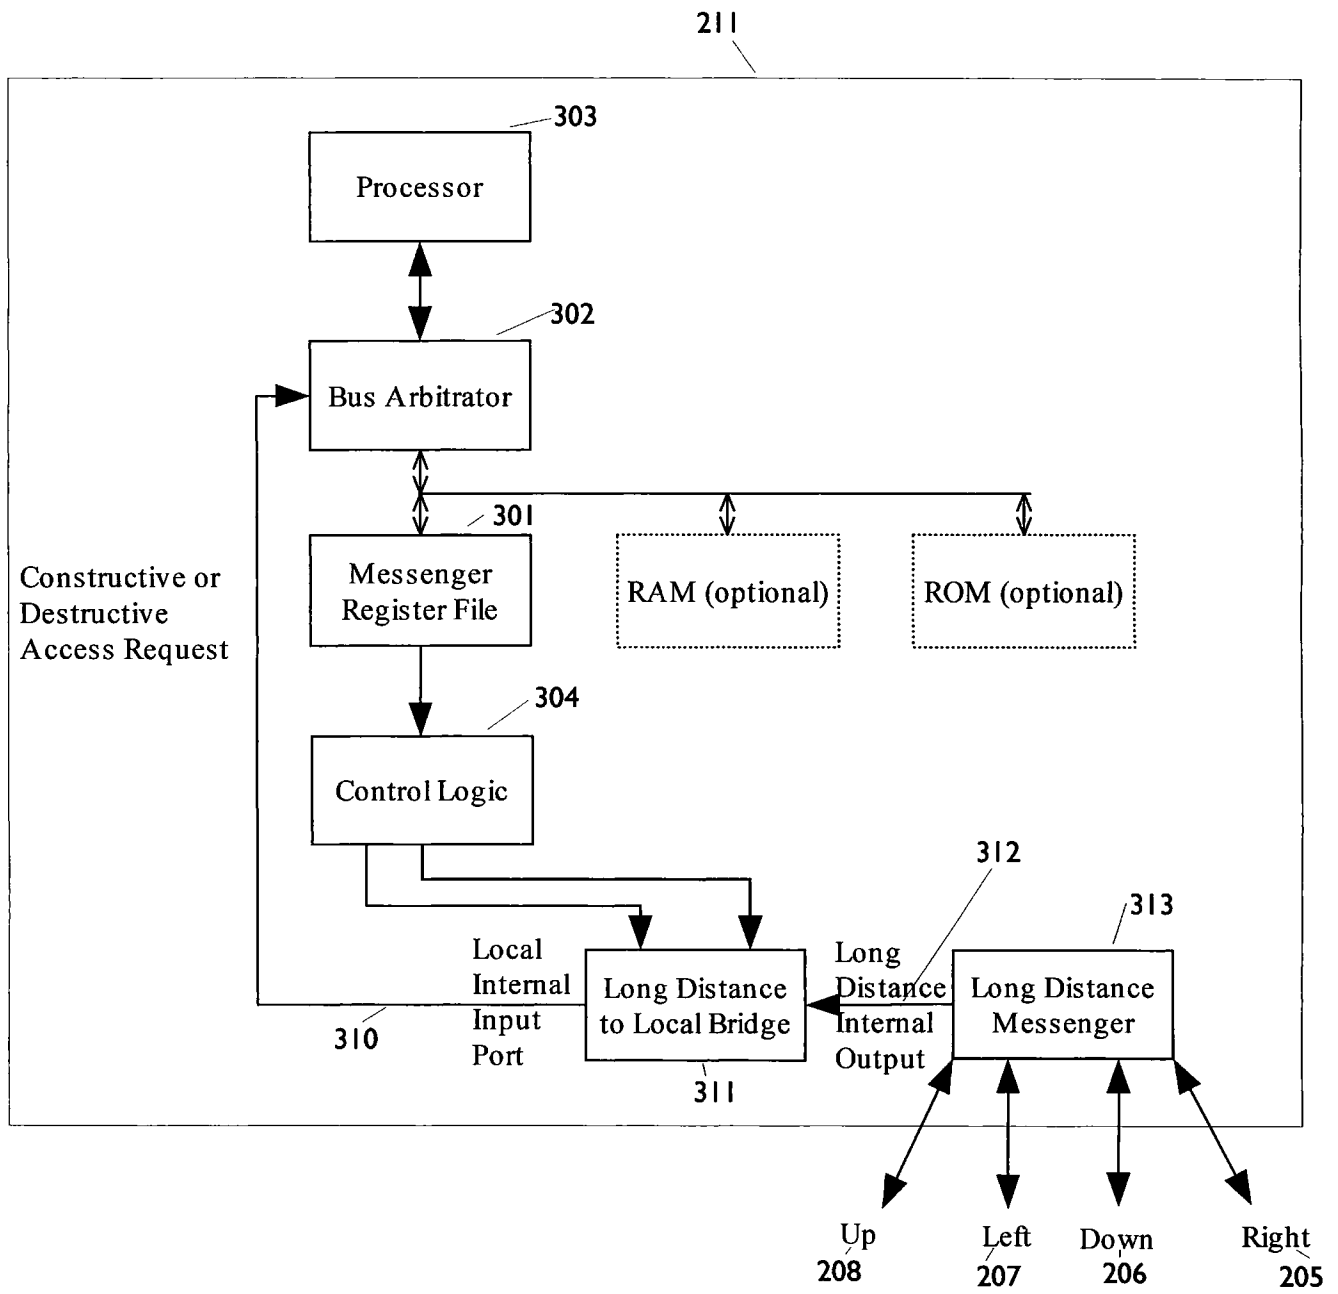 211
303
Processor
302
Bus Arbitrator
301
Messenger
Register File
RAM (optional)
ROM (optional)
Constructive or
Destructive
Access Request
304
Control Logic
312
313
Local
Internal
Input
Port
Long Distance
to Local Bridge
Long
Distance
Internal
Output
Long Distance
Messenger
310
311
Up
208
Left
207
Down
206
Right
205